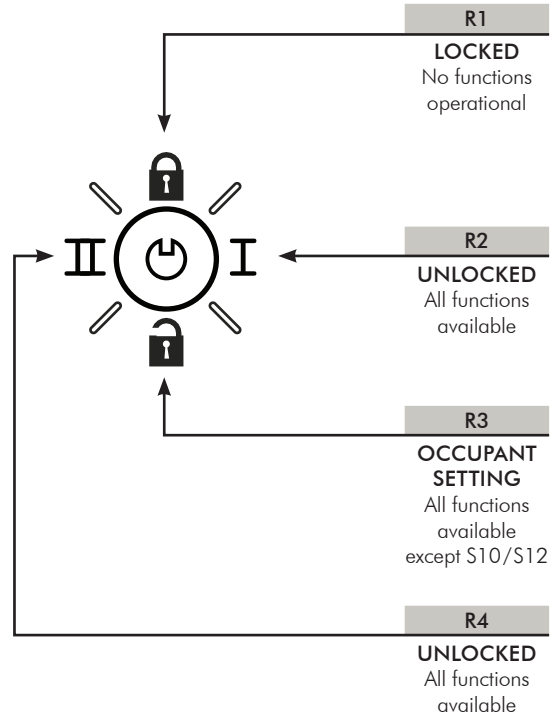 R1
LOCKED
No functions
operational
R2
II
I
UNLOCKED
All functions
available
R3
OCCUPANT
SETTING
All functions
available
except S10/S12
R4
UNLOCKED
All functions
available